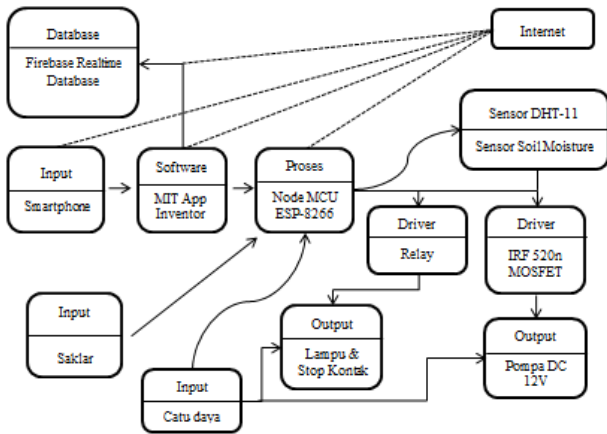 Database
Firebase Realtime
Database
Internet
Sensor DHT-11
Sensor Soil Moisture
Input
Smartphone
Software
MIT App
Inventor
Proses
Node MCU
ESP-8266
Driver
Relay
Driver
IRF 520n
MOSFET
Input
Saklar
Output
Lampu &
Stop Kontak
Output
Pompa DC
12V
Input
Catu daya